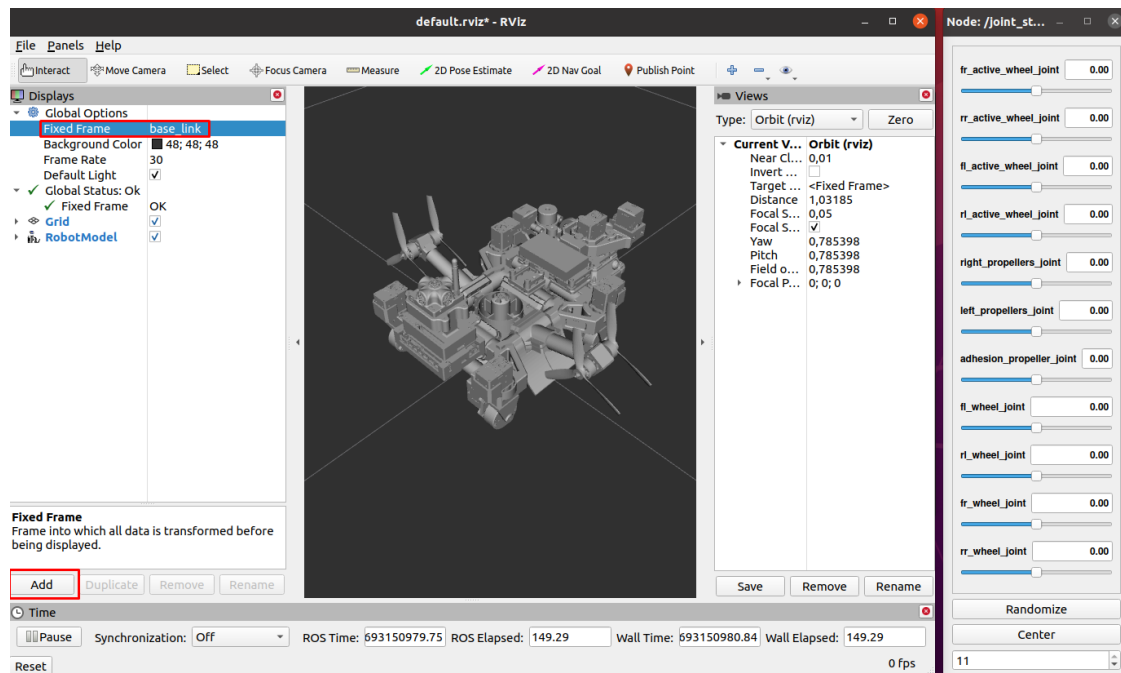 default.rviz* - RViz
File Panels Help
Interact Move Camera Select Focus Camera Measure 2D Pose Estimate 2D Nav Goal Publish Point
Displays
Global Options
Fixed Frame base_link
Background Color 48; 48; 48
Frame Rate 30
Default Light
Global Status: Ok
Fixed Frame OK
Grid
RobotModel
Fixed Frame
Frame into which all data is transformed before
being displayed.
Add Duplicate Remove Rename
Views
Type: Orbit (rviz) Zero
Current V... Orbit (rviz)
Near Cl... 0,01
Invert ...
Target ... <Fixed Frame>
Distance 1,03185
Focal S... 0,05
Focal S...
Yaw 0,785398
Pitch 0,785398
Field o... 0,785398
Focal P... 0; 0; 0
Save Remove Rename
Time
Pause Synchronization: Off ROS Time: 693150979.75 ROS Elapsed: 149.29 Wall Time: 693150980.84 Wall Elapsed: 149.29
Reset 0 fps
Node: /joint_st...
fr_active_wheel_joint 0.00
rr_active_wheel_joint 0.00
fl_active_wheel_joint 0.00
rl_active_wheel_joint 0.00
right_propellers_joint 0.00
left_propellers_joint 0.00
adhesion_propeller_joint 0.00
fl_wheel_joint 0.00
rl_wheel_joint 0.00
fr_wheel_joint 0.00
rr_wheel_joint 0.00
Randomize
Center
11